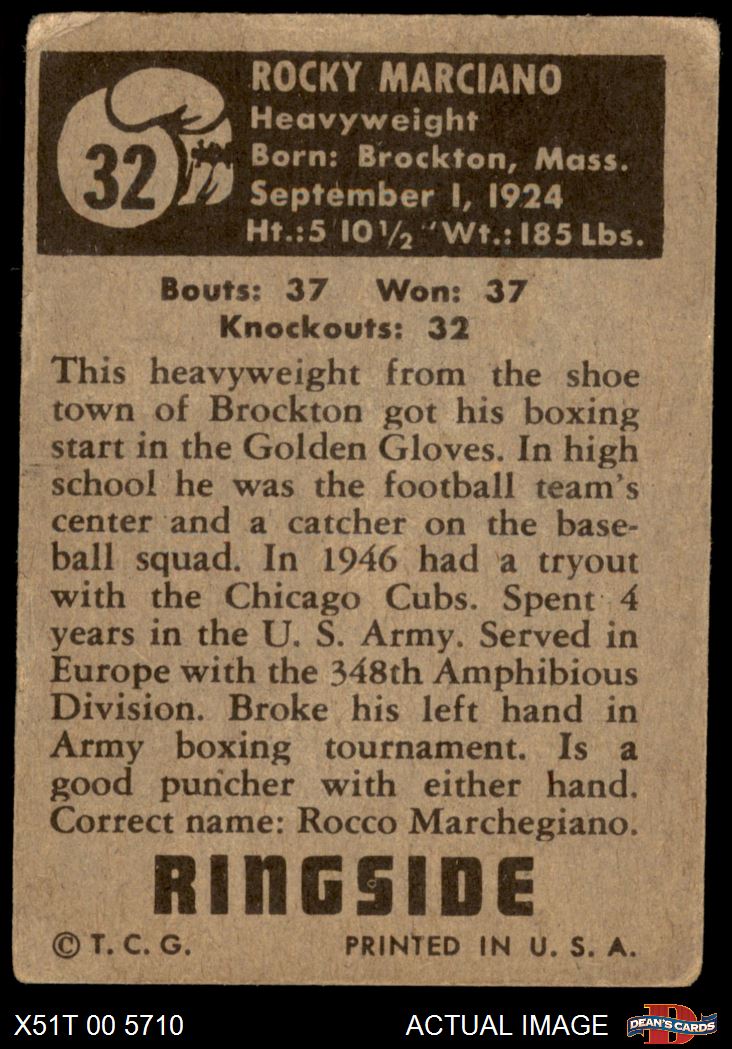 32
ROCKY MARCIANO
Heavyweight
Born: Brockton, Mass.
September 1, 1924
Ht.:5 10½" Wt.:185 Lbs.
Bouts: 37 Won: 37
Knockouts: 32
This heavyweight from the shoe
town of Brockton got his boxing
start in the Golden Gloves. In high
school he was the football team's
center and a catcher on the base-
ball squad. In 1946 had a tryout
with the Chicago Cubs. Spent 4
years in the U. S. Army. Served in
Europe with the 348th Amphibious
Division. Broke his left hand in
Army boxing tournament. Is a
good puncher with either hand.
Correct name: Rocco Marchegiano.
RINGSIDE
© T. C. G. PRINTED IN U. S. A.
X51T 00 5710 ACTUAL IMAGE DEAN'S CARDS